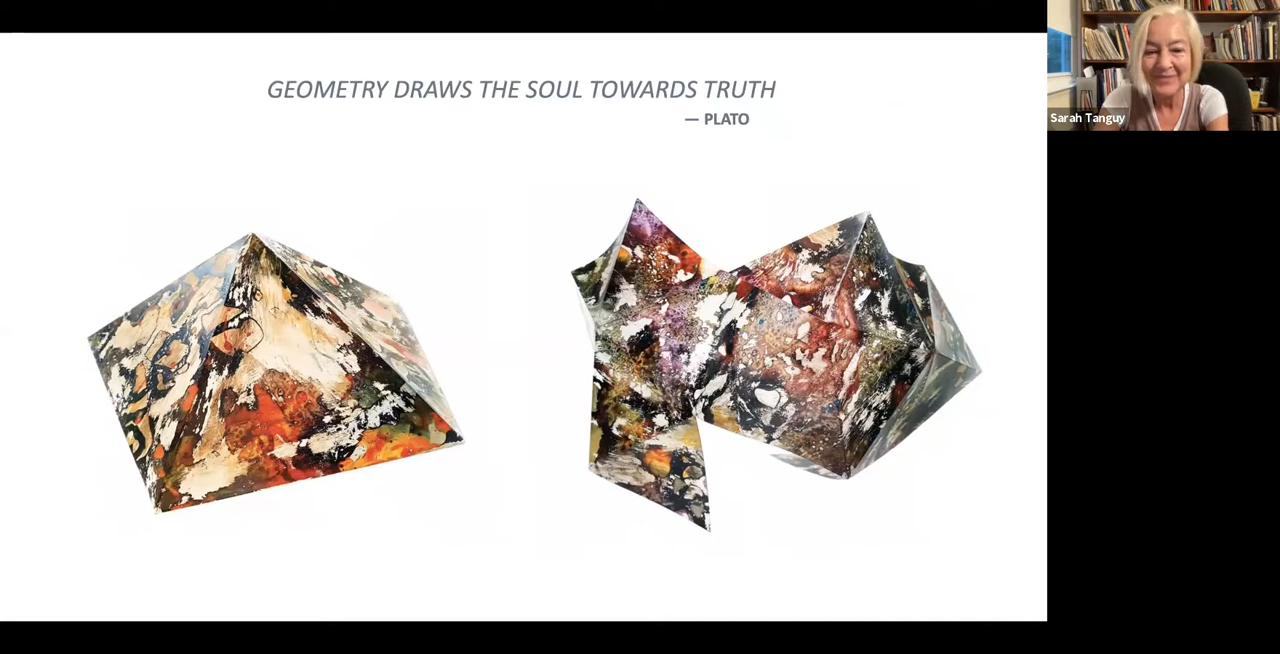 GEOMETRY DRAWS THE SOUL TOWARDS TRUTH
— PLATO
Sarah Tanguy